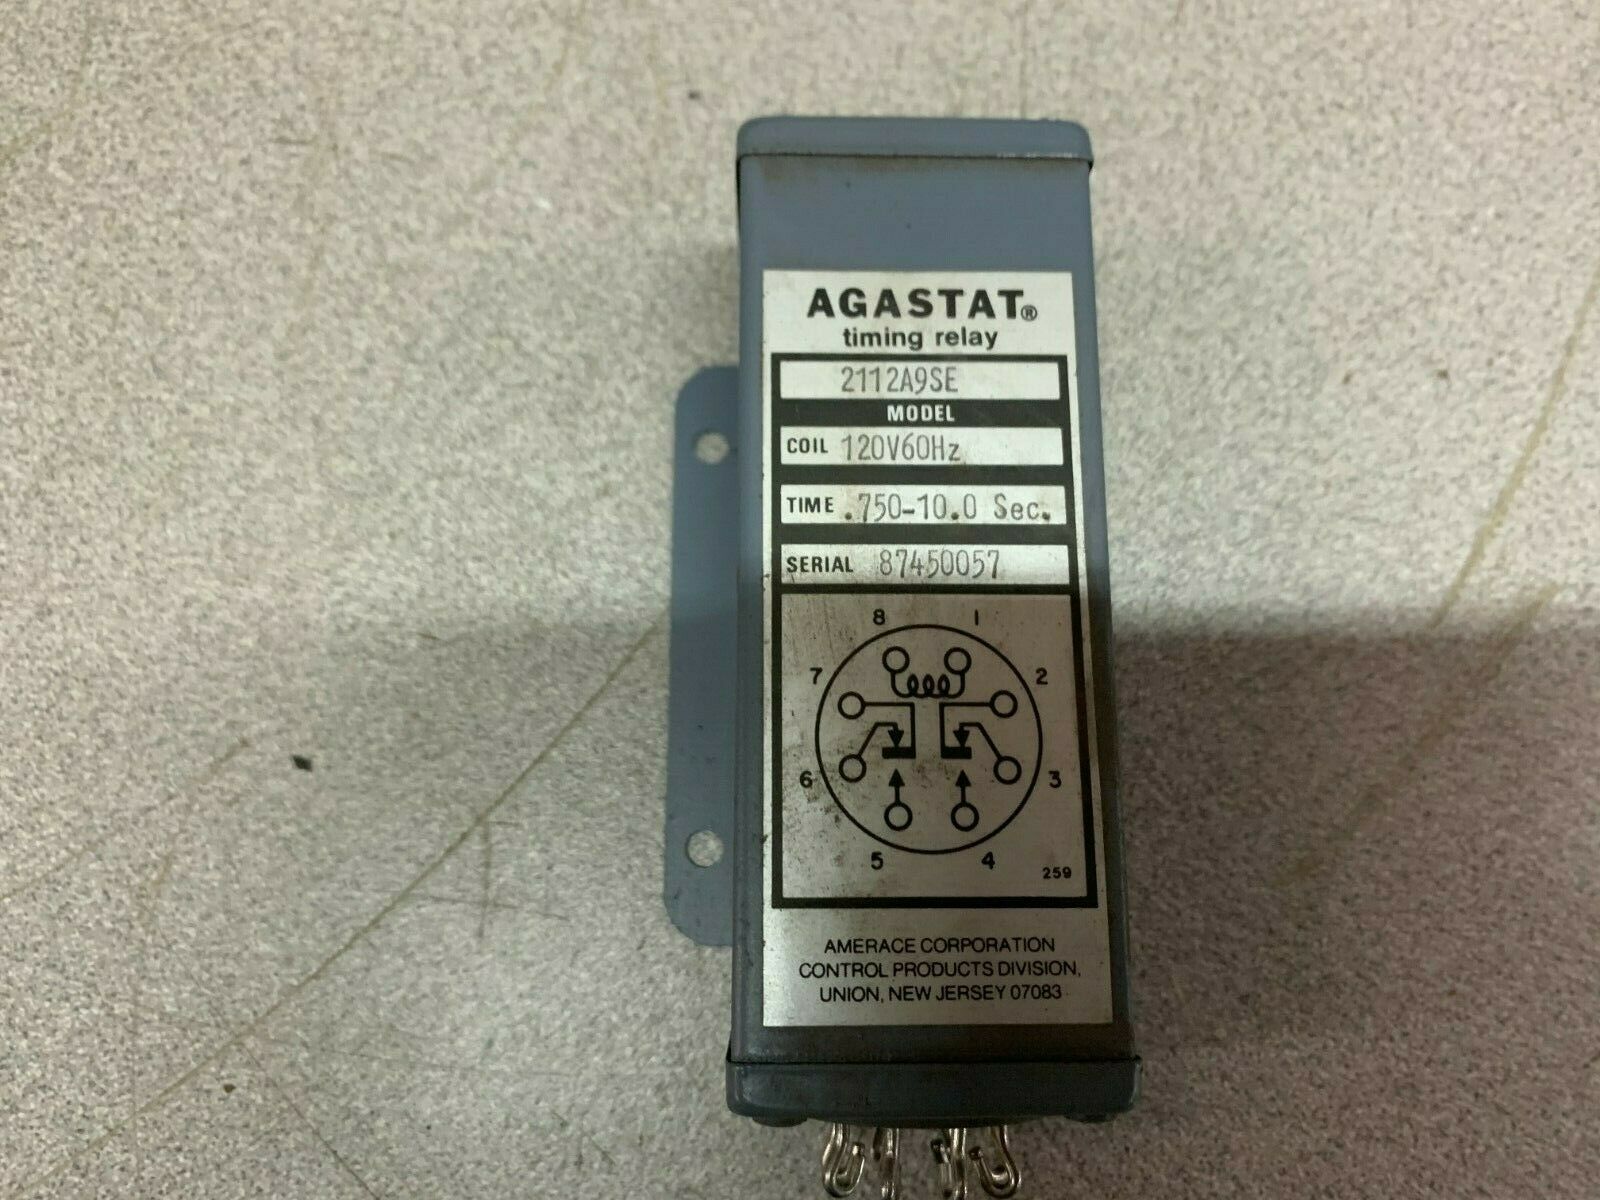 AGASTAT®
timing relay
2112A9SE
MODEL
COIL 120V60Hz
TIME .750-10.0 Sec.
SERIAL 87450057
8 1
7 2
6 3
5 4
259
AMERACE CORPORATION
CONTROL PRODUCTS DIVISION,
UNION, NEW JERSEY 07083